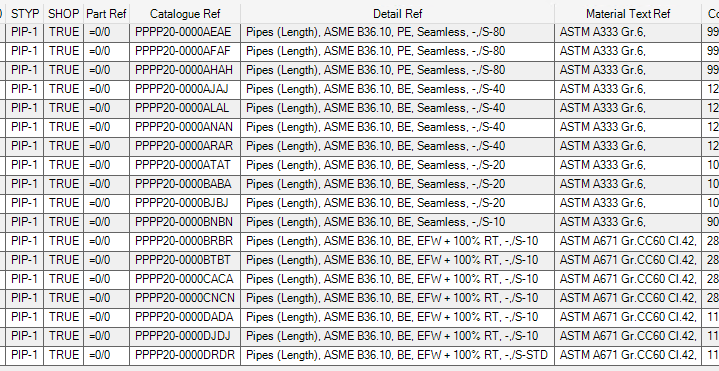 STYP SHOP Part Ref Catalogue Ref Detail Ref Material Text Ref
PIP-1 TRUE =0/0 PPPP20-0000AEAE Pipes (Length), ASME B36.10, PE, Seamless, -,/S-80 ASTM A333 Gr.6, 99
PIP-1 TRUE =0/0 PPPP20-0000AFAF Pipes (Length), ASME B36.10, PE, Seamless, -,/S-80 ASTM A333 Gr.6, 99
PIP-1 TRUE =0/0 PPPP20-0000AHAH Pipes (Length), ASME B36.10, PE, Seamless, -,/S-80 ASTM A333 Gr.6, 99
PIP-1 TRUE =0/0 PPPP20-0000AJAJ Pipes (Length), ASME B36.10, BE, Seamless, -,/S-40 ASTM A333 Gr.6, 12
PIP-1 TRUE =0/0 PPPP20-0000ALAL Pipes (Length), ASME B36.10, BE, Seamless, -,/S-40 ASTM A333 Gr.6, 12
PIP-1 TRUE =0/0 PPPP20-0000ANAN Pipes (Length), ASME B36.10, BE, Seamless, -,/S-40 ASTM A333 Gr.6, 12
PIP-1 TRUE =0/0 PPPP20-0000ARAR Pipes (Length), ASME B36.10, BE, Seamless, -,/S-40 ASTM A333 Gr.6, 12
PIP-1 TRUE =0/0 PPPP20-0000ATAT Pipes (Length), ASME B36.10, BE, Seamless, -,/S-20 ASTM A333 Gr.6, 10
PIP-1 TRUE =0/0 PPPP20-0000BABA Pipes (Length), ASME B36.10, BE, Seamless, -,/S-20 ASTM A333 Gr.6, 10
PIP-1 TRUE =0/0 PPPP20-0000BJBJ Pipes (Length), ASME B36.10, BE, Seamless, -,/S-20 ASTM A333 Gr.6, 10
PIP-1 TRUE =0/0 PPPP20-0000BNBN Pipes (Length), ASME B36.10, BE, Seamless, -,/S-10 ASTM A333 Gr.6, 90
PIP-1 TRUE =0/0 PPPP20-0000BRBR Pipes (Length), ASME B36.10, BE, EFW + 100% RT, -,/S-10 ASTM A671 Gr.CC60 Cl.42, 28
PIP-1 TRUE =0/0 PPPP20-0000BTBT Pipes (Length), ASME B36.10, BE, EFW + 100% RT, -,/S-10 ASTM A671 Gr.CC60 Cl.42, 28
PIP-1 TRUE =0/0 PPPP20-0000CACA Pipes (Length), ASME B36.10, BE, EFW + 100% RT, -,/S-10 ASTM A671 Gr.CC60 Cl.42, 28
PIP-1 TRUE =0/0 PPPP20-0000CNCN Pipes (Length), ASME B36.10, BE, EFW + 100% RT, -,/S-10 ASTM A671 Gr.CC60 Cl.42, 28
PIP-1 TRUE =0/0 PPPP20-0000DADA Pipes (Length), ASME B36.10, BE, EFW + 100% RT, -,/S-10 ASTM A671 Gr.CC60 Cl.42, 11
PIP-1 TRUE =0/0 PPPP20-0000DJDJ Pipes (Length), ASME B36.10, BE, EFW + 100% RT, -,/S-10 ASTM A671 Gr.CC60 Cl.42, 11
PIP-1 TRUE =0/0 PPPP20-0000DRDR Pipes (Length), ASME B36.10, BE, EFW + 100% RT, -,/S-STD ASTM A671 Gr.CC60 Cl.42, 11